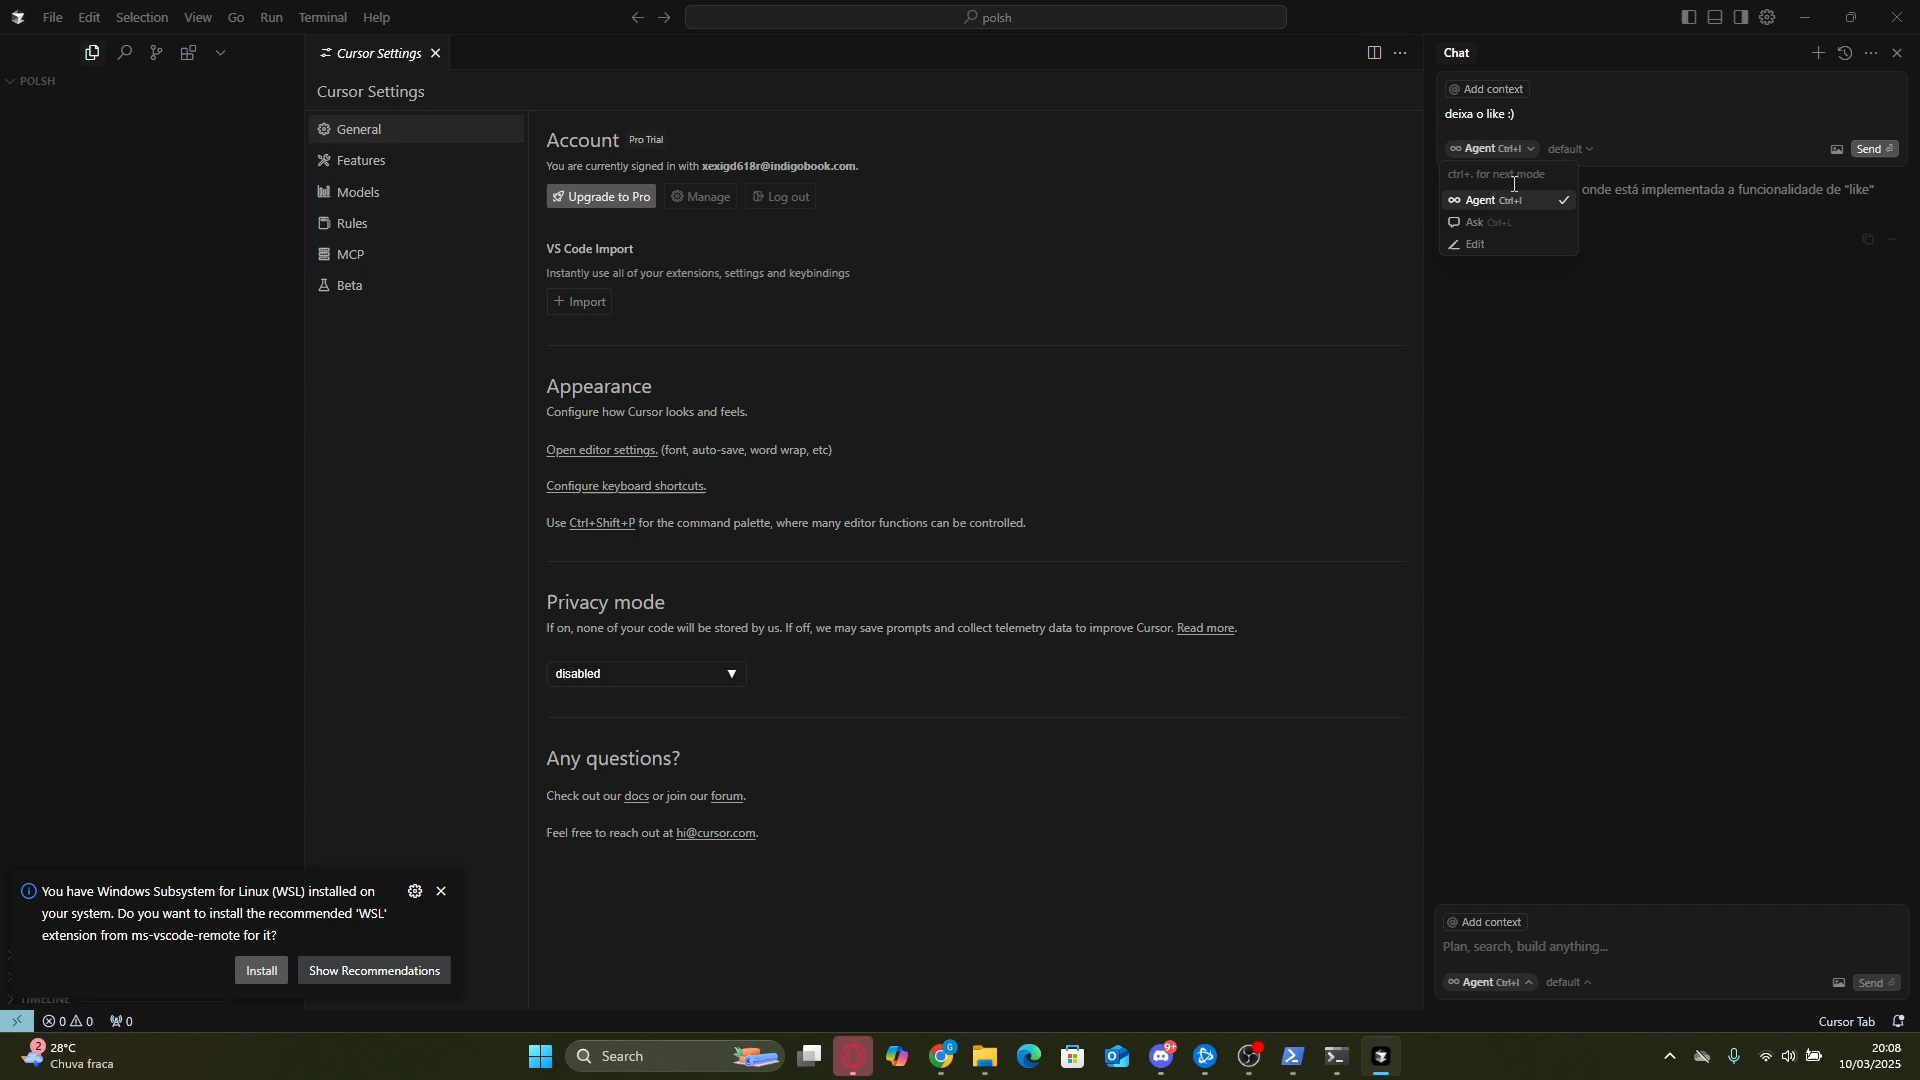 File Edit Selection View Go Run Terminal Help
polsh
POLSH
Cursor Settings
Cursor Settings
General
Features
Models
Rules
MCP
Beta
Account Pro Trial
You are currently signed in with xexigd618r@indigobook.com.
Upgrade to Pro Manage Log out
VS Code Import
Instantly use all of your extensions, settings and keybindings
+ Import
Appearance
Configure how Cursor looks and feels.
Open editor settings. (font, auto-save, word wrap, etc)
Configure keyboard shortcuts.
Use Ctrl+Shift+P for the command palette, where many editor functions can be controlled.
Privacy mode
If on, none of your code will be stored by us. If off, we may save prompts and collect telemetry data to improve Cursor. Read more.
disabled
Any questions?
Check out our docs or join our forum.
Feel free to reach out at hi@cursor.com.
Chat
@ Add context
deixa o like :)
Agent Ctrl+I default Send
ctrl+. for next mode
onde está implementada a funcionalidade de "like"
Agent Ctrl+I
Ask Ctrl+L
Edit
@ Add context
Plan, search, build anything...
Agent Ctrl+I default Send
You have Windows Subsystem for Linux (WSL) installed on
your system. Do you want to install the recommended 'WSL'
extension from ms-vscode-remote for it?
Install Show Recommendations
TIMELINE
0 0 0
Cursor Tab
2 28°C
Chuva fraca
Search
G
9+
20:08
10/03/2025